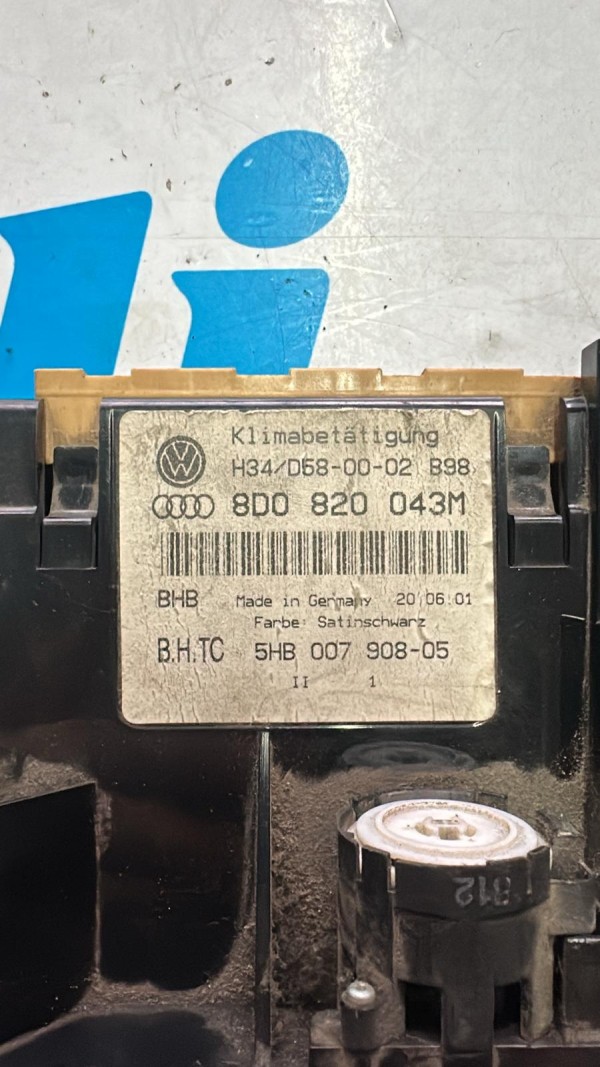 li
Klimabetätigung
H34/D58-00-02 B98
8D0 820 043M
BHB Made in Germany 20.06.01
Farbe: Satinschwarz
B.H.TC 5HB 007 908-05
II 1
812